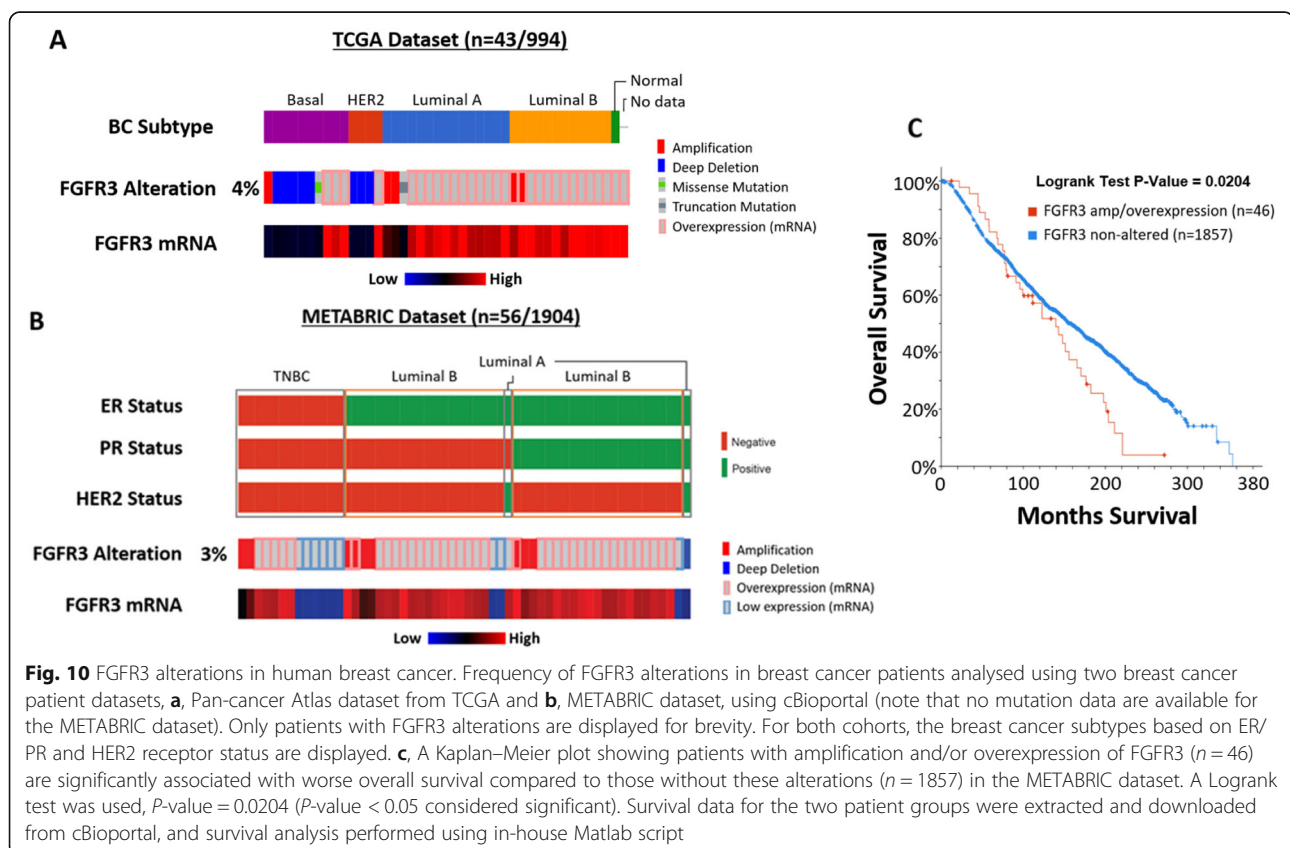 A
TCGA Dataset (n=43/994)
Normal
No data
Basal HER2 Luminal A Luminal B
BC Subtype
Amplification
Deep Deletion
Missense Mutation
Truncation Mutation
Overexpression (mRNA)
FGFR3 Alteration 4%
FGFR3 mRNA
Low High
B
METABRIC Dataset (n=56/1904)
Luminal A
TNBC Luminal B Luminal B
ER Status
PR Status
HER2 Status
Negative
Positive
FGFR3 Alteration 3%
Amplification
Deep Deletion
Overexpression (mRNA)
Low expression (mRNA)
FGFR3 mRNA
Low High
C
Logrank Test P-Value = 0.0204
FGFR3 amp/overexpression (n=46)
FGFR3 non-altered (n=1857)
Overall Survival
100%
80%
60%
40%
20%
0%
0 100 200 300 380
Months Survival
Fig. 10 FGFR3 alterations in human breast cancer. Frequency of FGFR3 alterations in breast cancer patients analysed using two breast cancer
patient datasets, a, Pan-cancer Atlas dataset from TCGA and b, METABRIC dataset, using cBioportal (note that no mutation data are available for
the METABRIC dataset). Only patients with FGFR3 alterations are displayed for brevity. For both cohorts, the breast cancer subtypes based on ER/
PR and HER2 receptor status are displayed. c, A Kaplan–Meier plot showing patients with amplification and/or overexpression of FGFR3 (n = 46)
are significantly associated with worse overall survival compared to those without these alterations (n = 1857) in the METABRIC dataset. A Logrank
test was used, P-value = 0.0204 (P-value < 0.05 considered significant). Survival data for the two patient groups were extracted and downloaded
from cBioportal, and survival analysis performed using in-house Matlab script